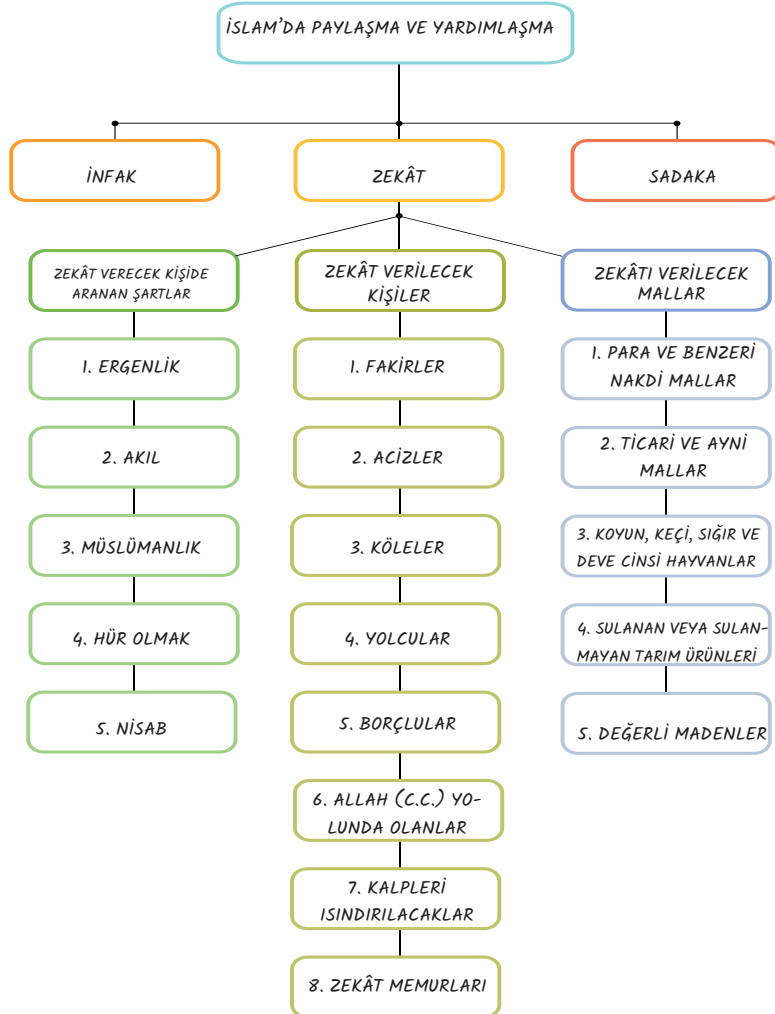 İSLAM'DA PAYLAŞMA VE YARDIMLAŞMA
İNFAK
ZEKÂT
SADAKA
ZEKÂT VERECEK KİŞİDE
ARANAN ŞARTLAR
1. ERGENLİK
2. AKIL
3. MÜSLÜMANLIK
4. HÜR OLMAK
5. NİSAB
ZEKÂT VERİLECEK
KİŞİLER
1. FAKİRLER
2. ACİZLER
3. KÖLELER
4. YOLCULAR
5. BORÇLULAR
6. ALLAH (C.C.) YO-
LUNDA OLANLAR
7. KALPLERİ
ISINDIRILACAKLAR
8. ZEKÂT MEMURLARI
ZEKÂTI VERİLECEK
MALLAR
1. PARA VE BENZERİ
NAKDİ MALLAR
2. TİCARİ VE AYNİ
MALLAR
3. KOYUN, KEÇİ, SIĞIR VE
DEVE CİNSİ HAYVANLAR
4. SULANAN VEYA SULAN-
MAYAN TARIM ÜRÜNLERİ
5. DEĞERLİ MADENLER